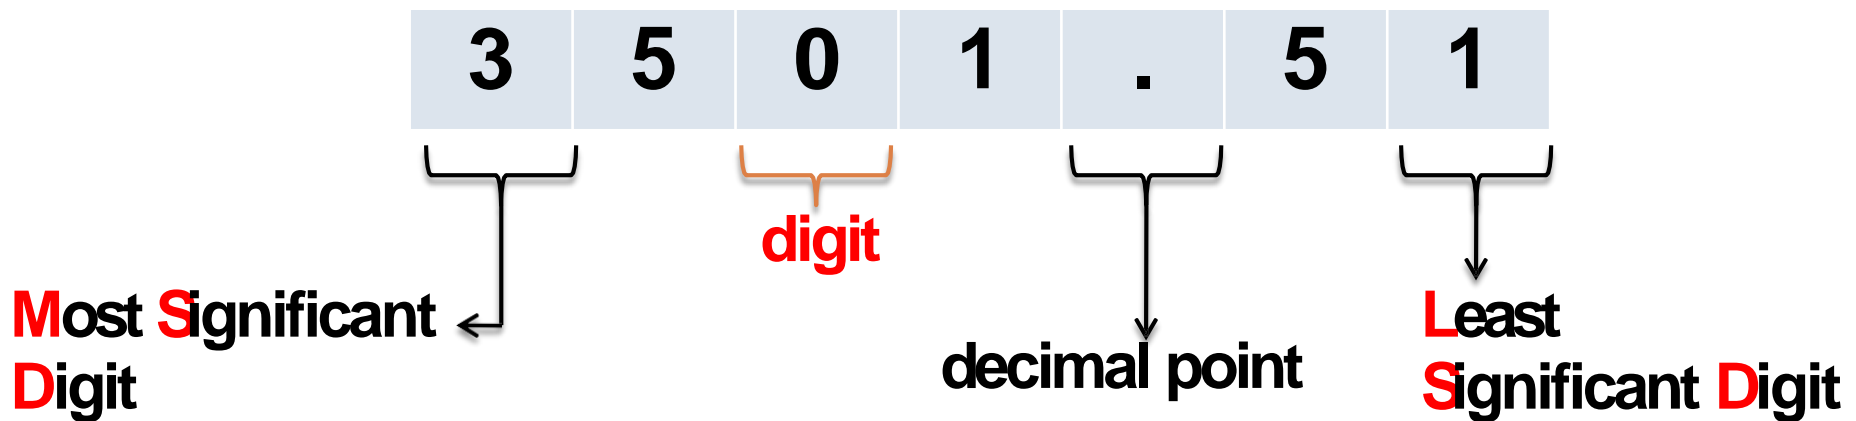 3 5 0 1 . 5 1
digit
Most Significant
Digit
decimal point
Least
Significant Digit